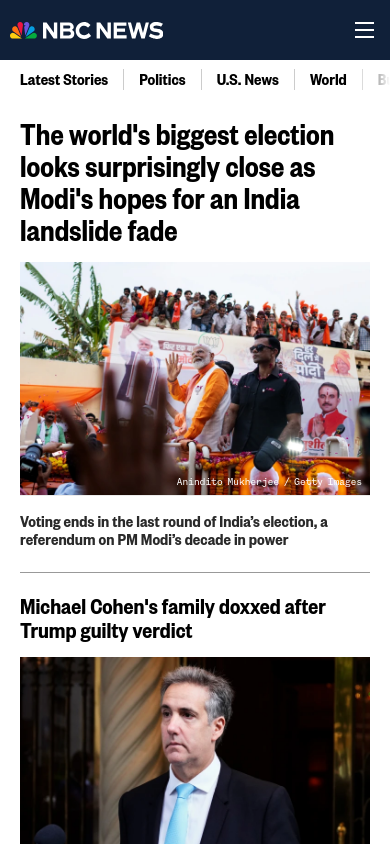 NBC NEWS
Latest Stories
Politics
U.S. News
World
The world's biggest election
looks surprisingly close as
Modi's hopes for an India
landslide fade
Anindito Mukherjee / Getty Images
Voting ends in the last round of India’s election, a
referendum on PM Modi’s decade in power
Michael Cohen's family doxxed after
Trump guilty verdict